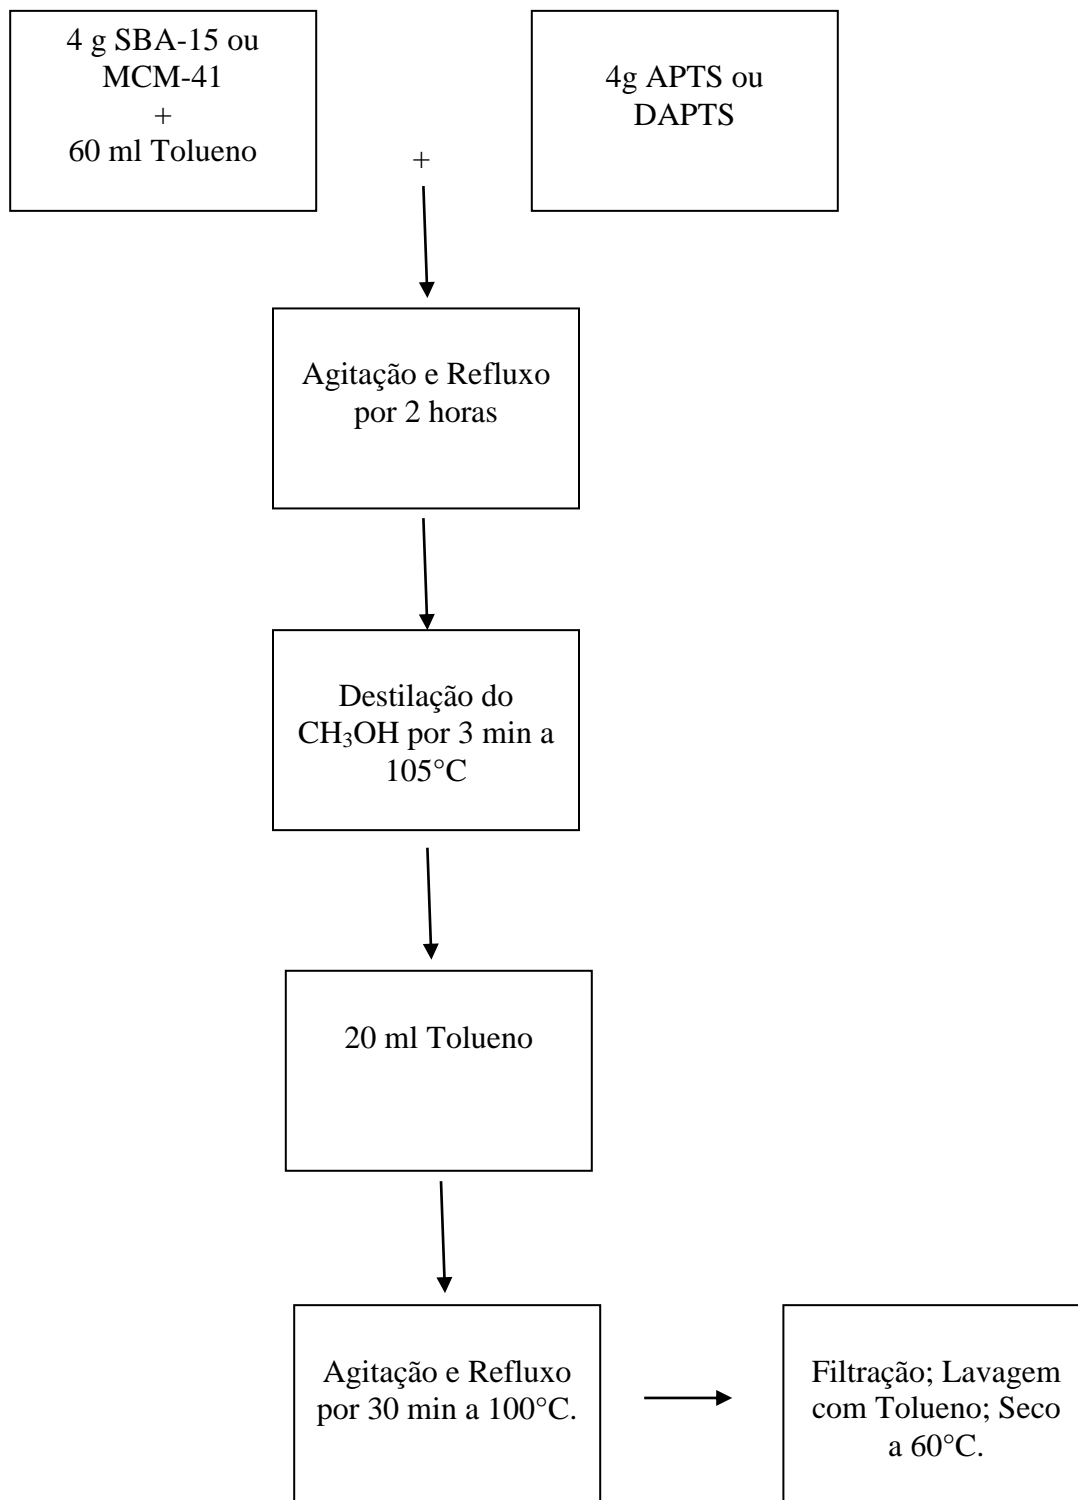 4 g SBA-15 ou
MCM-41
+
60 ml Tolueno
+
4g APTS ou
DAPTS
Agitação e Refluxo
por 2 horas
Destilação do
CH₃OH por 3 min a
105°C
20 ml Tolueno
Agitação e Refluxo
por 30 min a 100°C.
Filtração; Lavagem
com Tolueno; Seco
a 60°C.